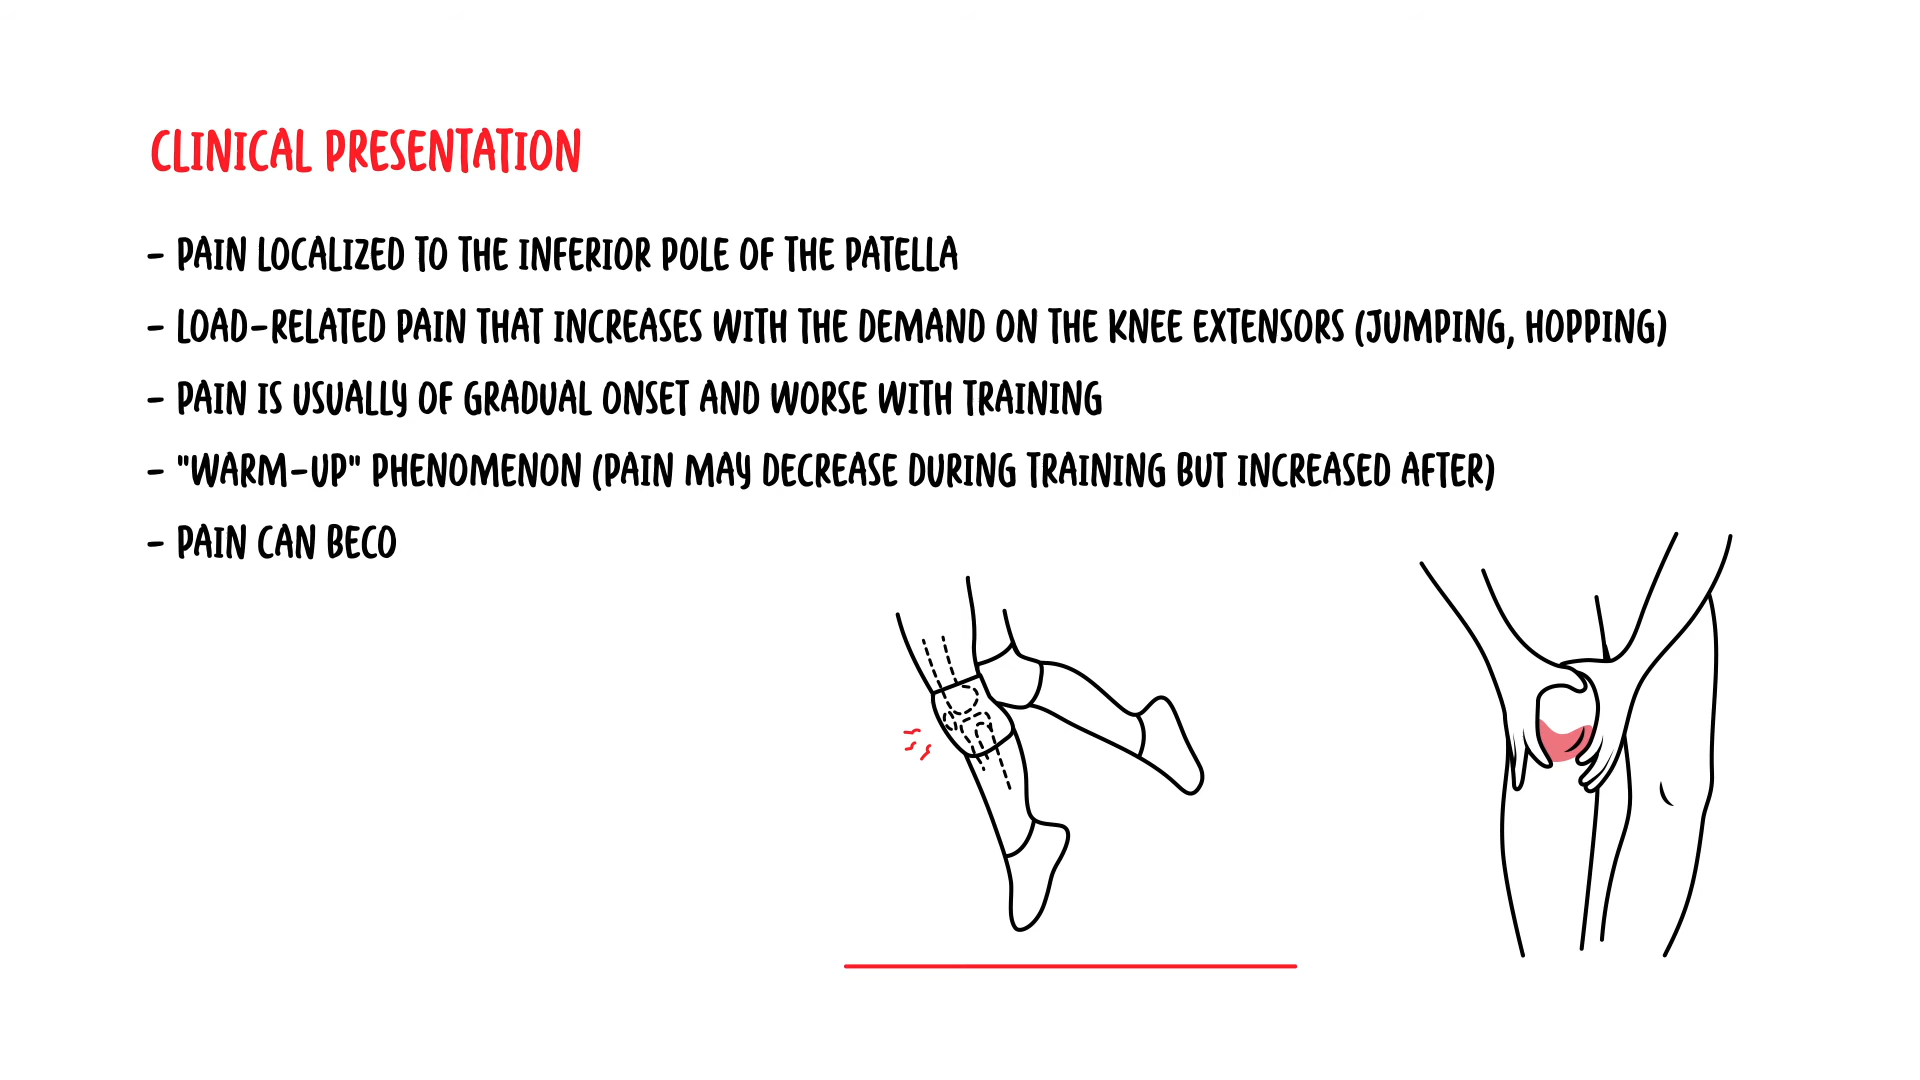 CLINICAL PRESENTATION
- PAIN LOCALIZED TO THE INFERIOR POLE OF THE PATELLA
- LOAD-RELATED PAIN THAT INCREASES WITH THE DEMAND ON THE KNEE EXTENSORS (JUMPING, HOPPING)
- PAIN IS USUALLY OF GRADUAL ONSET AND WORSE WITH TRAINING
- "WARM-UP" PHENOMENON (PAIN MAY DECREASE DURING TRAINING BUT INCREASED AFTER)
- PAIN CAN BECO